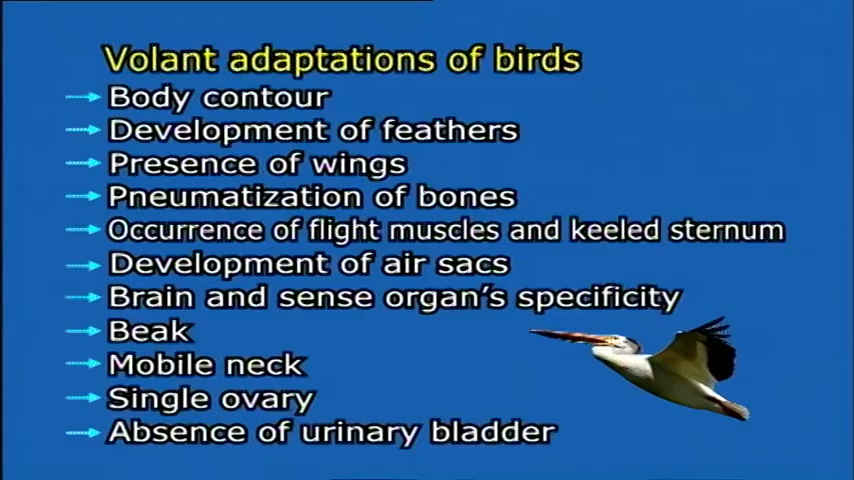 Volant adaptations of birds
Body contour
Development of feathers
Presence of wings
Pneumatization of bones
Occurrence of flight muscles and keeled sternum
Development of air sacs
Brain and sense organ's specificity
Beak
Mobile neck
Single ovary
Absence of urinary bladder